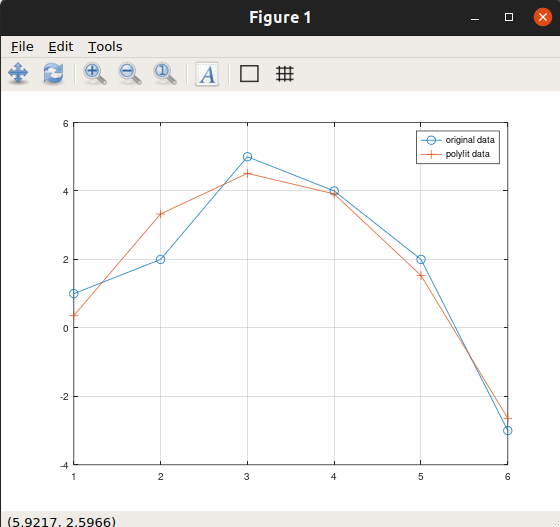 Figure 1
File Edit Tools
1 A
original data
polyfit data
6
4
2
0
-2
-4
1 2 3 4 5 6
(5.9217, 2.5966)